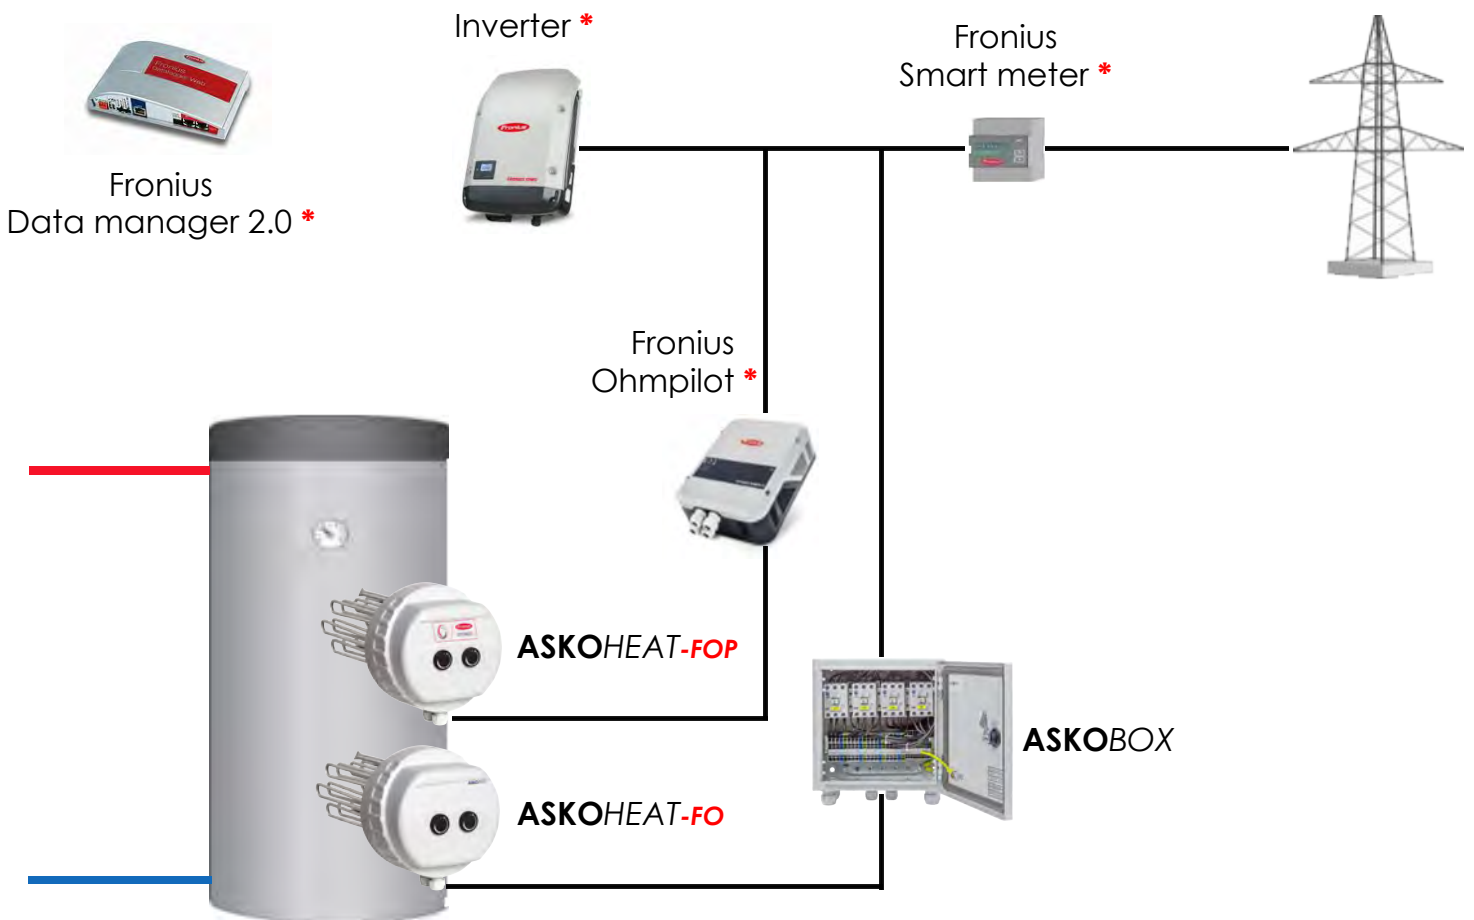 Inverter *
Fronius
Smart meter *
Fronius
Data manager 2.0 *
Fronius
Ohmpilot *
ASKOHEAT-FOP
ASKOBOX
ASKOHEAT-FO